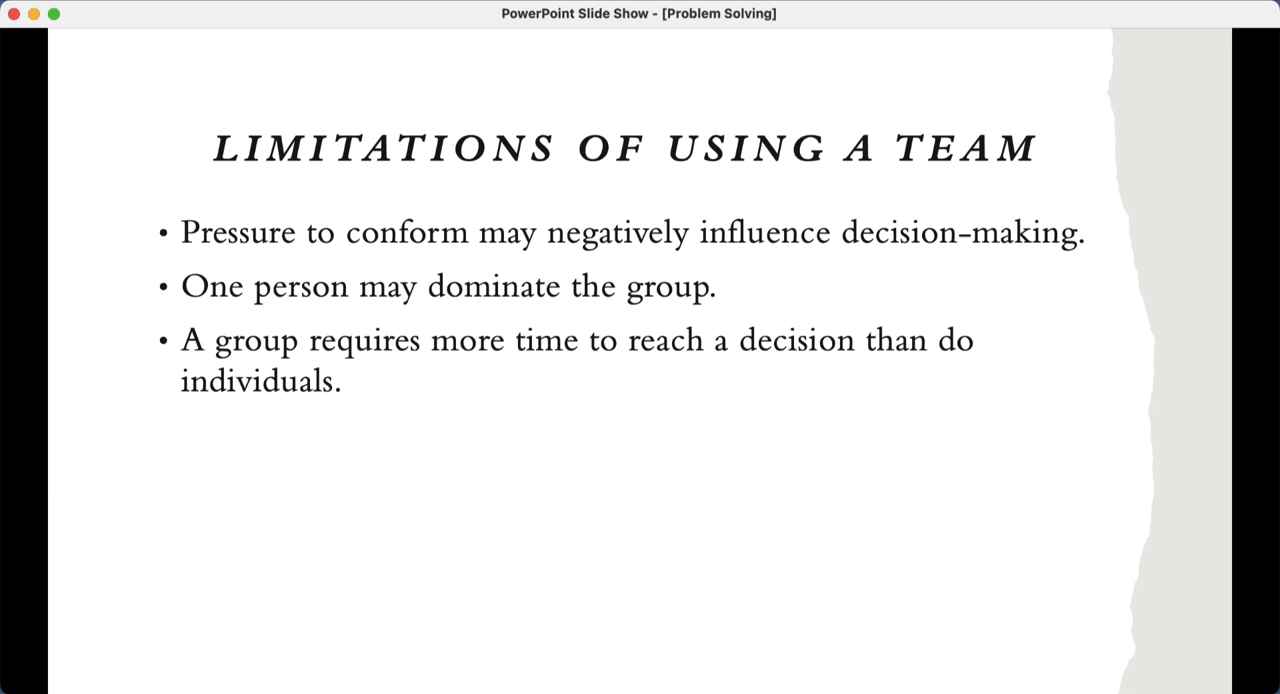 PowerPoint Slide Show - [Problem Solving]
LIMITATIONS OF USING A TEAM
• Pressure to conform may negatively influence decision-making.
• One person may dominate the group.
• A group requires more time to reach a decision than do
individuals.